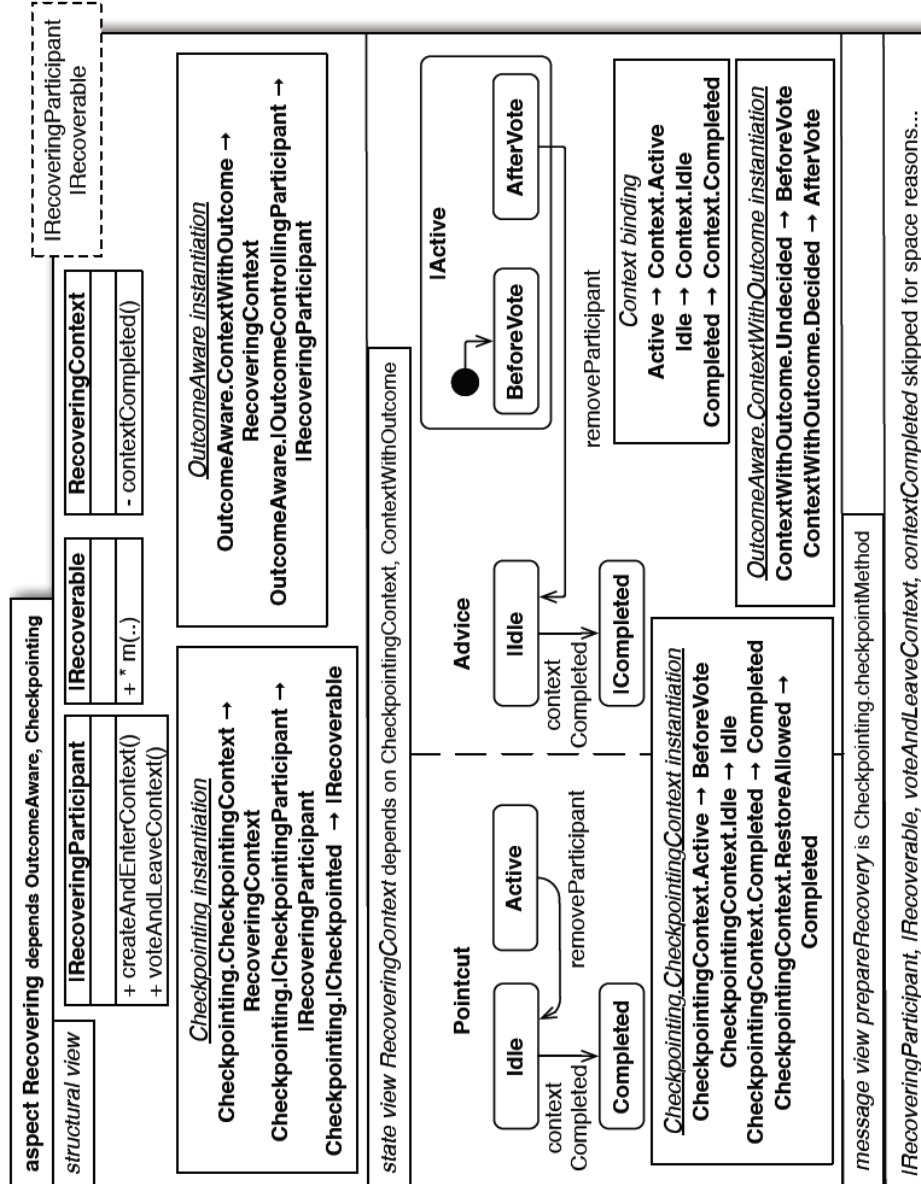 aspect Recovering depends OutcomeAware, Checkpointing
structural view
IRecoveringParticipant
IRecoverable
IRecoveringParticipant
+ createAndEnterContext()
+ voteAndLeaveContext()
IRecoverable
+ * m(..)
RecoveringContext
- contextCompleted()
Checkpointing instantiation
Checkpointing.CheckpointingContext →
RecoveringContext
Checkpointing.ICheckpointingParticipant →
IRecoveringParticipant
Checkpointing.ICheckpointed → IRecoverable
OutcomeAware instantiation
OutcomeAware.ContextWithOutcome →
RecoveringContext
OutcomeAware.IOutcomeControllingParticipant →
IRecoveringParticipant
state view RecoveringContext depends on CheckpointingContext, ContextWithOutcome
Pointcut
Idle
Active
removeParticipant
context
Completed
Completed
Advice
IIdle
context
Completed
ICompleted
IActive
BeforeVote
AfterVote
removeParticipant
Checkpointing.CheckpointingContext instantiation
CheckpointingContext.Active → BeforeVote
CheckpointingContext.Idle → Idle
CheckpointingContext.Completed → Completed
CheckpointingContext.RestoreAllowed →
Completed
Context binding
Active → Context.Active
Idle → Context.Idle
Completed → Context.Completed
OutcomeAware.ContextWithOutcome instantiation
ContextWithOutcome.Undecided → BeforeVote
ContextWithOutcome.Decided → AfterVote
message view prepareRecovery is Checkpointing.checkpointMethod
IRecoveringParticipant, IRecoverable, voteAndLeaveContext, contextCompleted skipped for space reasons...